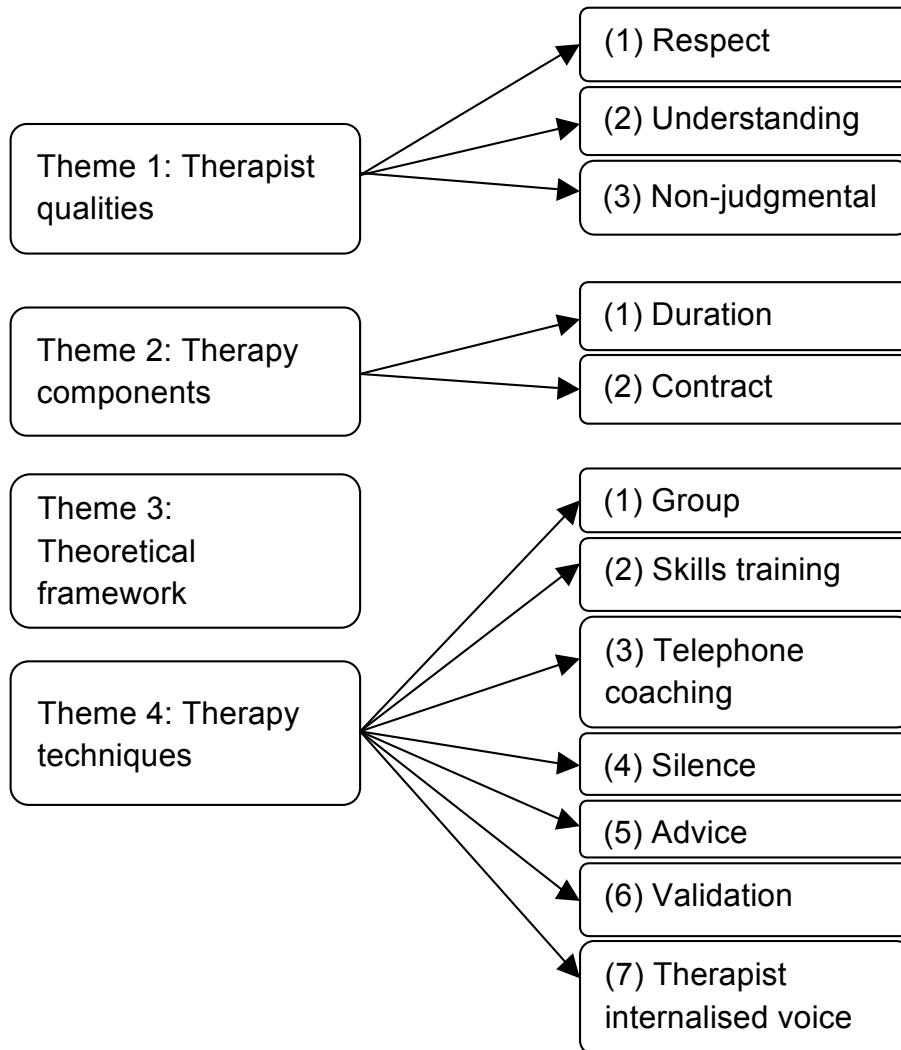 Theme 1: Therapist
qualities
(1) Respect
(2) Understanding
(3) Non-judgmental
Theme 2: Therapy
components
(1) Duration
(2) Contract
Theme 3:
Theoretical
framework
Theme 4: Therapy
techniques
(1) Group
(2) Skills training
(3) Telephone
coaching
(4) Silence
(5) Advice
(6) Validation
(7) Therapist
internalised voice